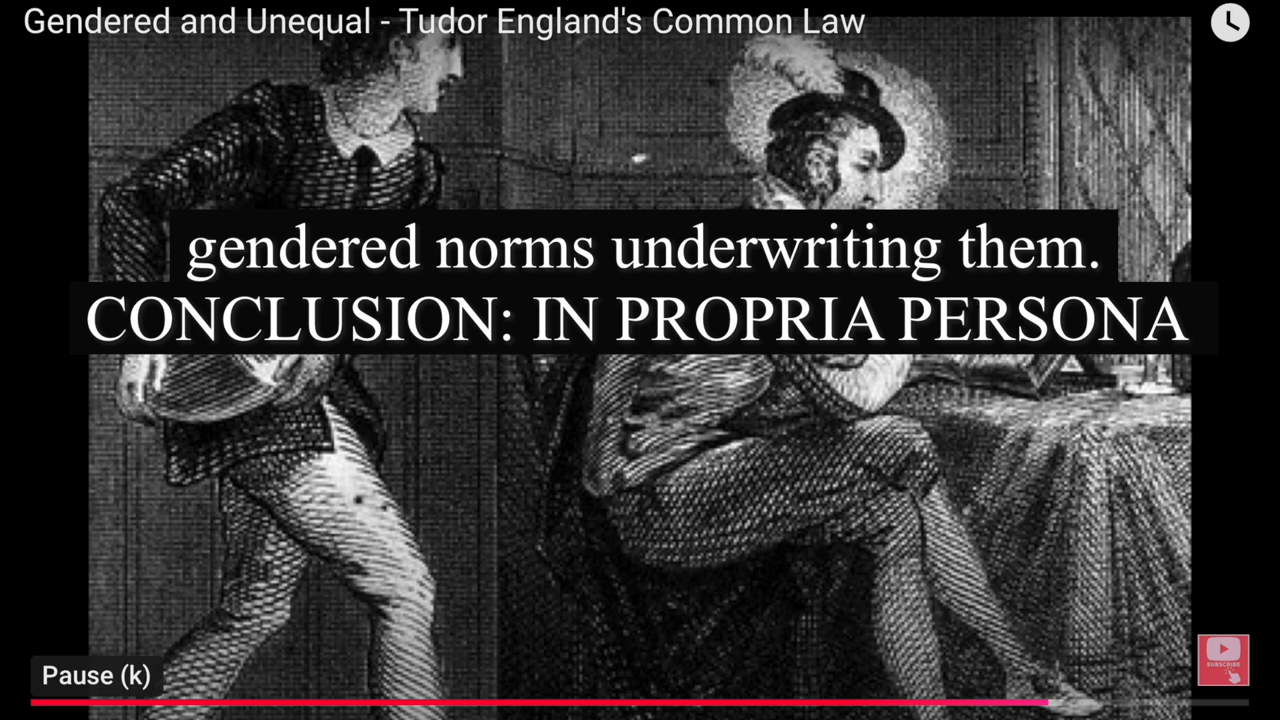 Gendered and Unequal - Tudor England's Common Law
gendered norms underwriting them.
CONCLUSION: IN PROPRIA PERSONA
Pause (k)
SUBSCRIBE